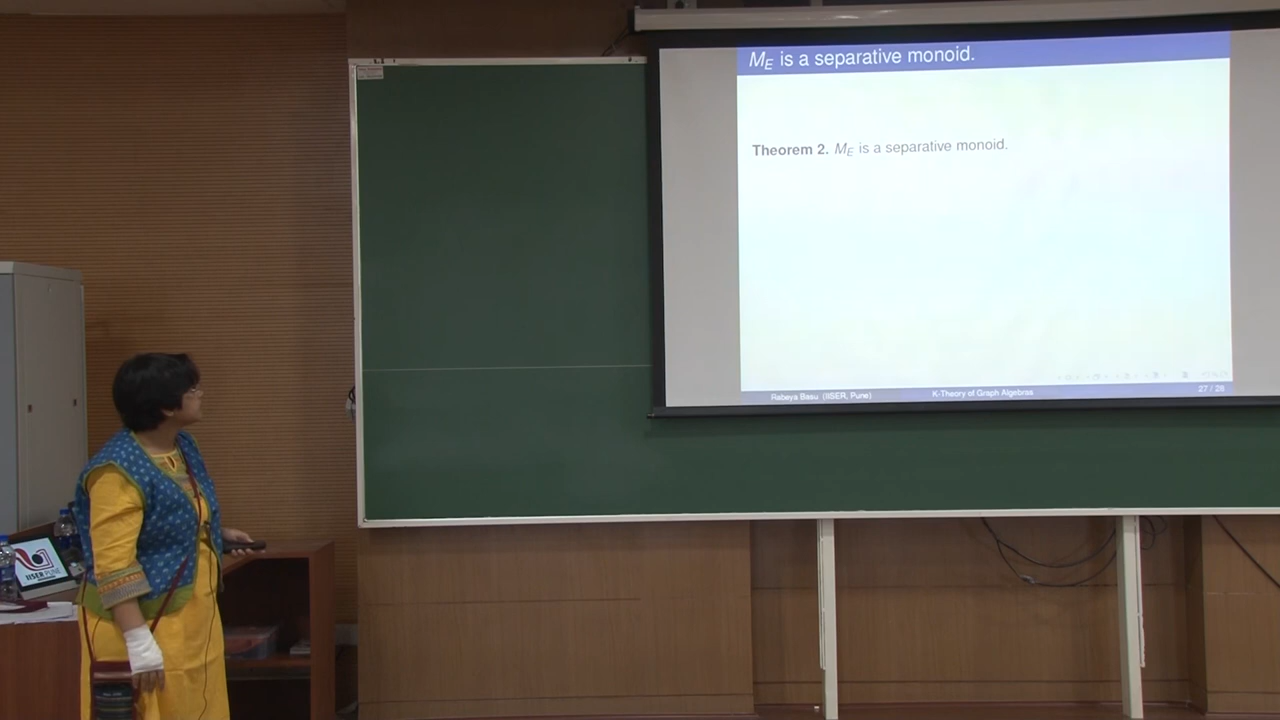 M_E is a separative monoid.
Theorem 2. M_E is a separative monoid.
Rabeya Basu (IISER, Pune) K-Theory of Graph Algebras 27 / 28
IISER PUNE